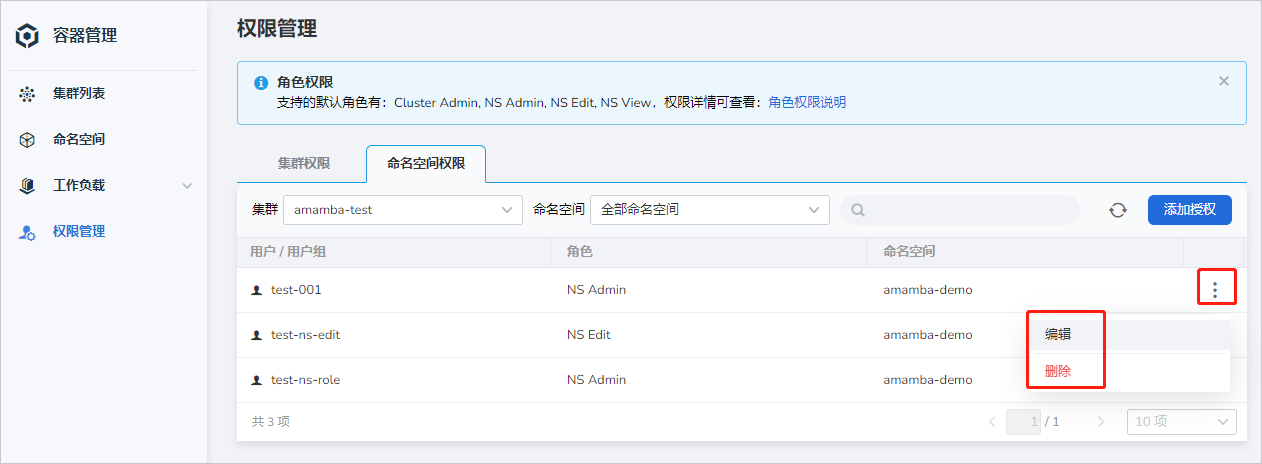 容器管理
集群列表
命名空间
工作负载
权限管理
权限管理
角色权限
支持的默认角色有：Cluster Admin, NS Admin, NS Edit, NS View，权限详情可查看：角色权限说明
集群权限 命名空间权限
集群 amamba-test 命名空间 全部命名空间 添加授权
用户 / 用户组 角色 命名空间
test-001 NS Admin amamba-demo
test-ns-edit NS Edit amamba-demo
编辑
test-ns-role NS Admin amamba-demo
删除
共 3 项 1 / 1 10 项